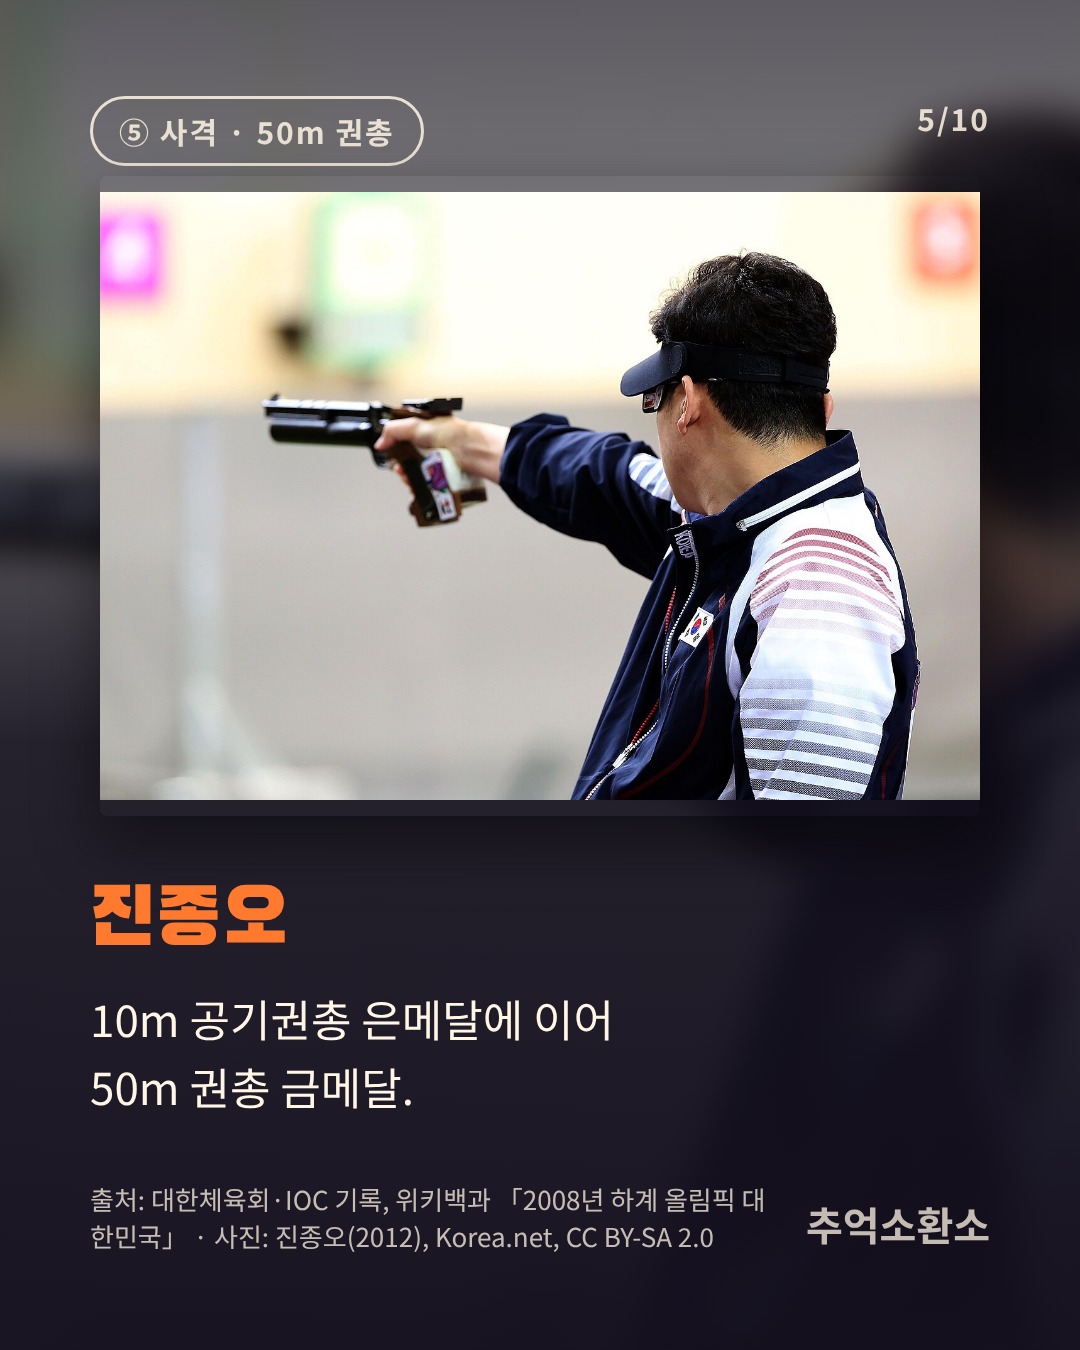 ⑤ 사격 · 50m 권총
5/10
진종오
10m 공기권총 은메달에 이어
50m 권총 금메달.
출처: 대한체육회·IOC 기록, 위키백과 「2008년 하계 올림픽 대
한민국」 · 사진: 진종오(2012), Korea.net, CC BY-SA 2.0
추억소환소